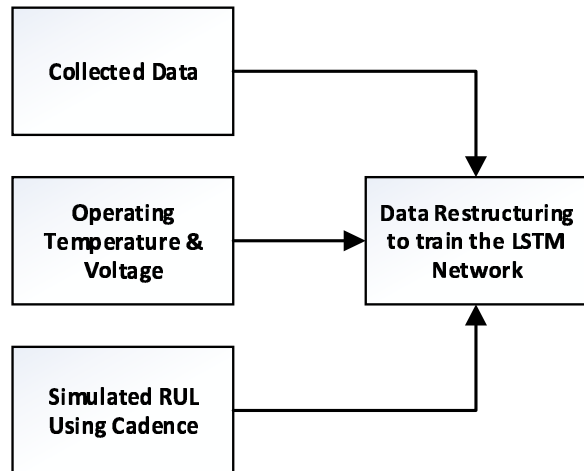 Collected Data
Operating
Temperature &
Voltage
Data Restructuring
to train the LSTM
Network
Simulated RUL
Using Cadence